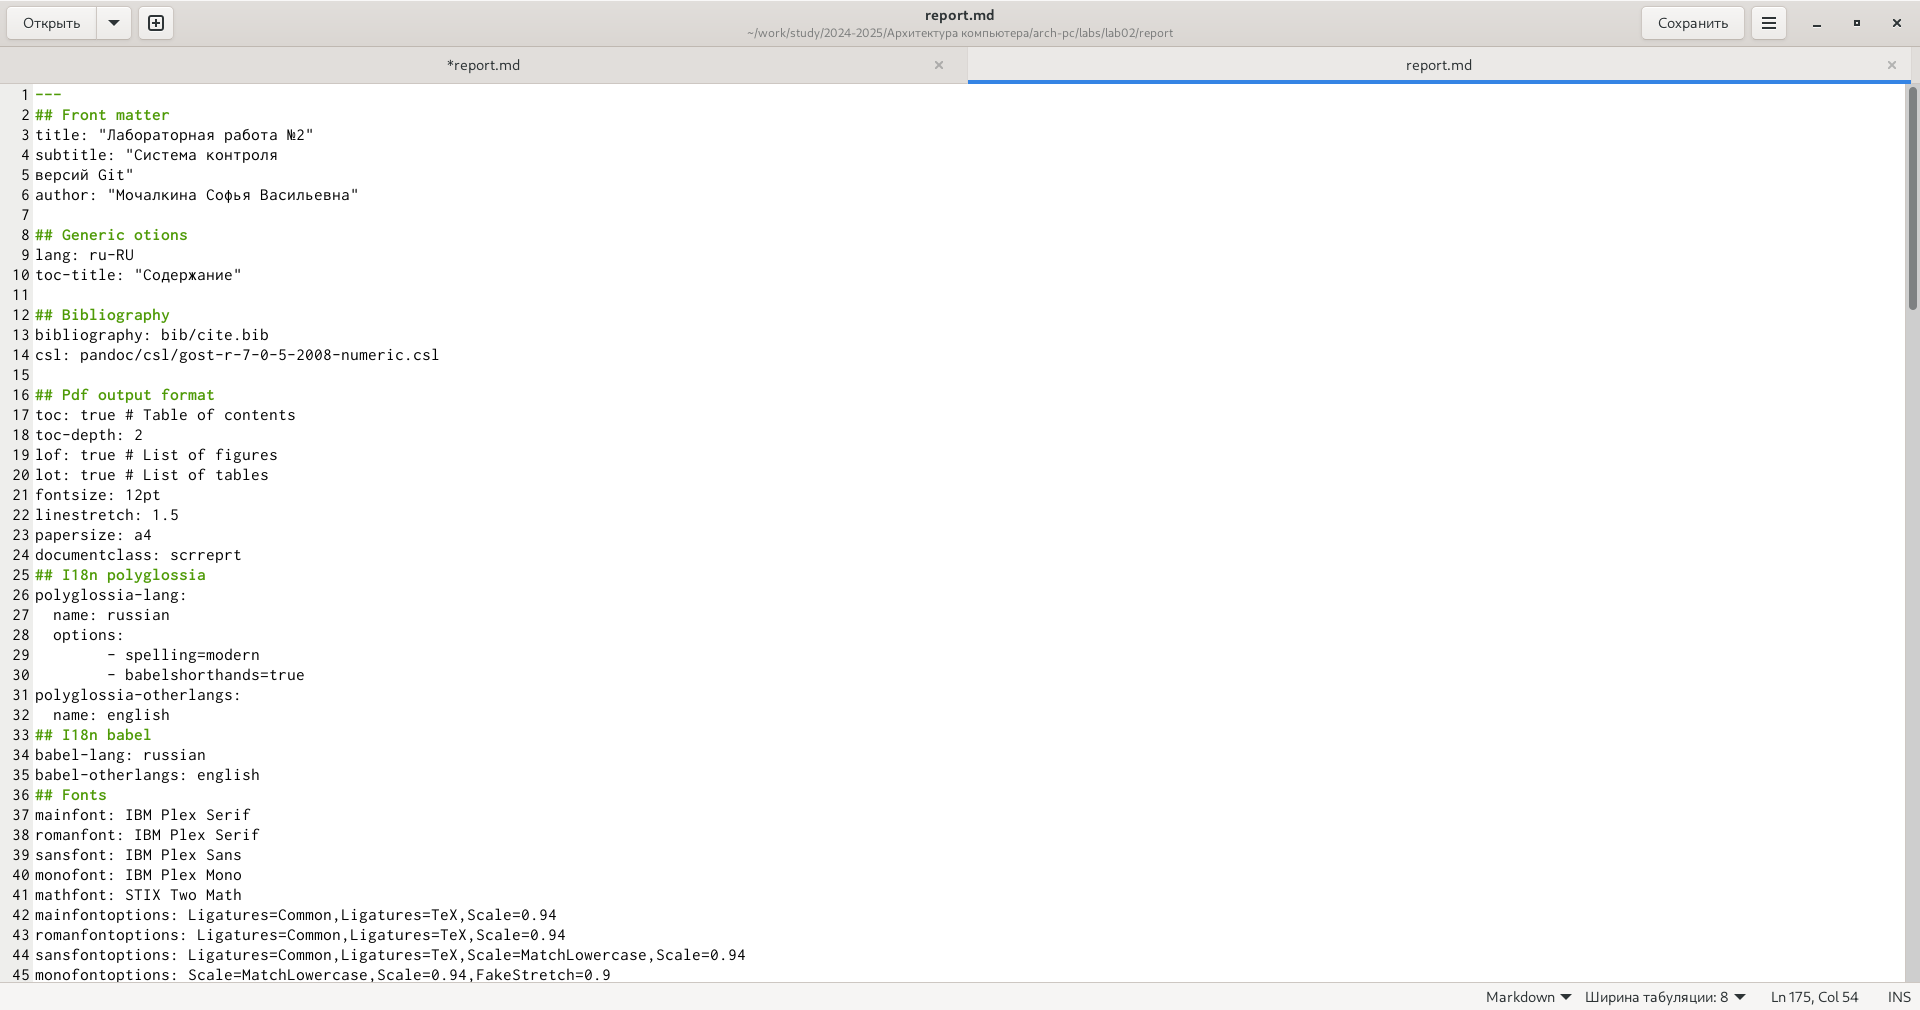 Открыть
report.md
~/work/study/2024-2025/Архитектура компьютера/arch-pc/labs/lab02/report
Сохранить
*report.md
report.md
1 ---
2 ## Front matter
3 title: "Лабораторная работа №2"
4 subtitle: "Система контроля
5 версий Git"
6 author: "Мочалкина Софья Васильевна"
7
8 ## Generic otions
9 lang: ru-RU
10 toc-title: "Содержание"
11
12 ## Bibliography
13 bibliography: bib/cite.bib
14 csl: pandoc/csl/gost-r-7-0-5-2008-numeric.csl
15
16 ## Pdf output format
17 toc: true # Table of contents
18 toc-depth: 2
19 lof: true # List of figures
20 lot: true # List of tables
21 fontsize: 12pt
22 linestretch: 1.5
23 papersize: a4
24 documentclass: scrreprt
25 ## I18n polyglossia
26 polyglossia-lang:
27   name: russian
28   options:
29         - spelling=modern
30         - babelshorthands=true
31 polyglossia-otherlangs:
32   name: english
33 ## I18n babel
34 babel-lang: russian
35 babel-otherlangs: english
36 ## Fonts
37 mainfont: IBM Plex Serif
38 romanfont: IBM Plex Serif
39 sansfont: IBM Plex Sans
40 monofont: IBM Plex Mono
41 mathfont: STIX Two Math
42 mainfontoptions: Ligatures=Common,Ligatures=TeX,Scale=0.94
43 romanfontoptions: Ligatures=Common,Ligatures=TeX,Scale=0.94
44 sansfontoptions: Ligatures=Common,Ligatures=TeX,Scale=MatchLowercase,Scale=0.94
45 monofontoptions: Scale=MatchLowercase,Scale=0.94,FakeStretch=0.9
Markdown Ширина табуляции: 8 Ln 175, Col 54 INS